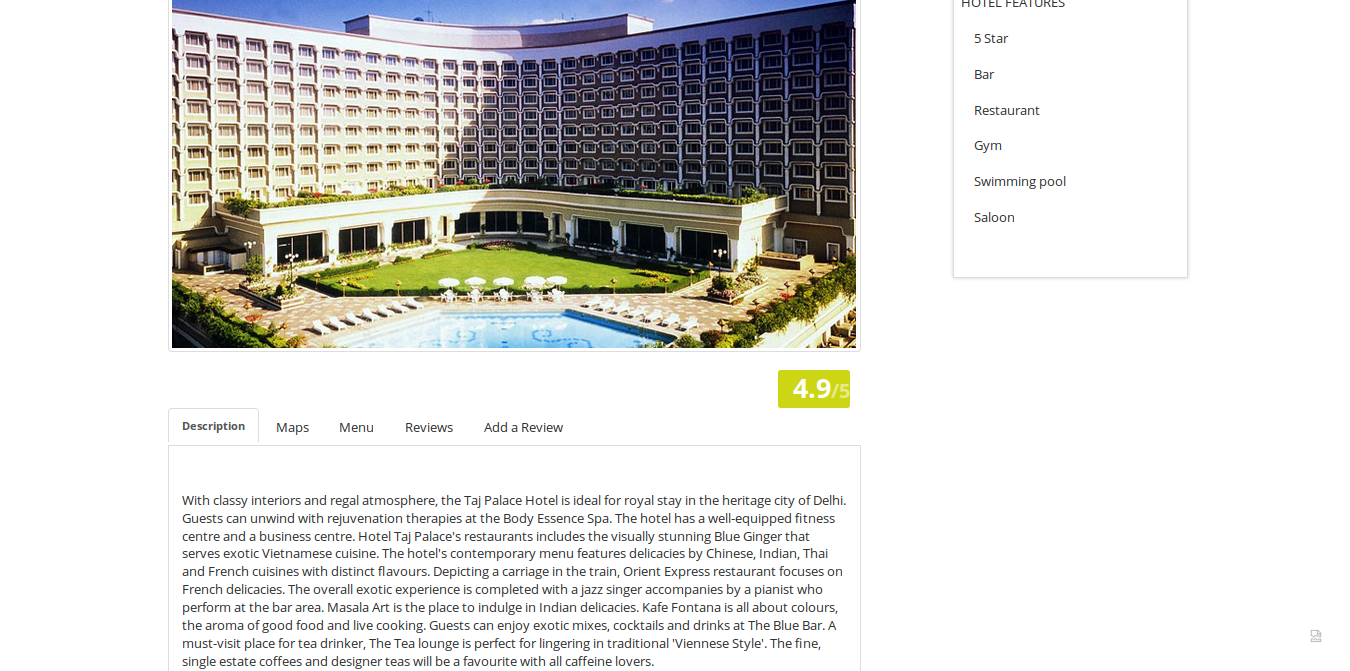 HOTEL FEATURES
5 Star
Bar
Restaurant
Gym
Swimming pool
Saloon
4.9/5
Description
Maps
Menu
Reviews
Add a Review
With classy interiors and regal atmosphere, the Taj Palace Hotel is ideal for royal stay in the heritage city of Delhi.
Guests can unwind with rejuvenation therapies at the Body Essence Spa. The hotel has a well-equipped fitness
centre and a business centre. Hotel Taj Palace's restaurants includes the visually stunning Blue Ginger that
serves exotic Vietnamese cuisine. The hotel's contemporary menu features delicacies by Chinese, Indian, Thai
and French cuisines with distinct flavours. Depicting a carriage in the train, Orient Express restaurant focuses on
French delicacies. The overall exotic experience is completed with a jazz singer accompanies by a pianist who
perform at the bar area. Masala Art is the place to indulge in Indian delicacies. Kafe Fontana is all about colours,
the aroma of good food and live cooking. Guests can enjoy exotic mixes, cocktails and drinks at The Blue Bar. A
must-visit place for tea drinker, The Tea lounge is perfect for lingering in traditional 'Viennese Style'. The fine,
single estate coffees and designer teas will be a favourite with all caffeine lovers.